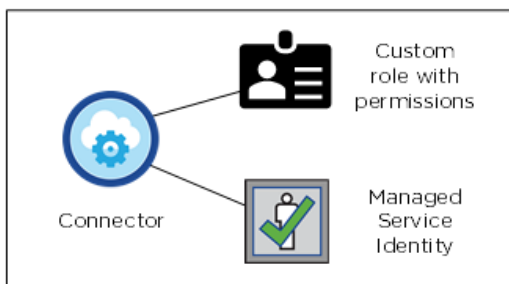 Custom
role with
permissions
Connector
Managed
Service
Identity